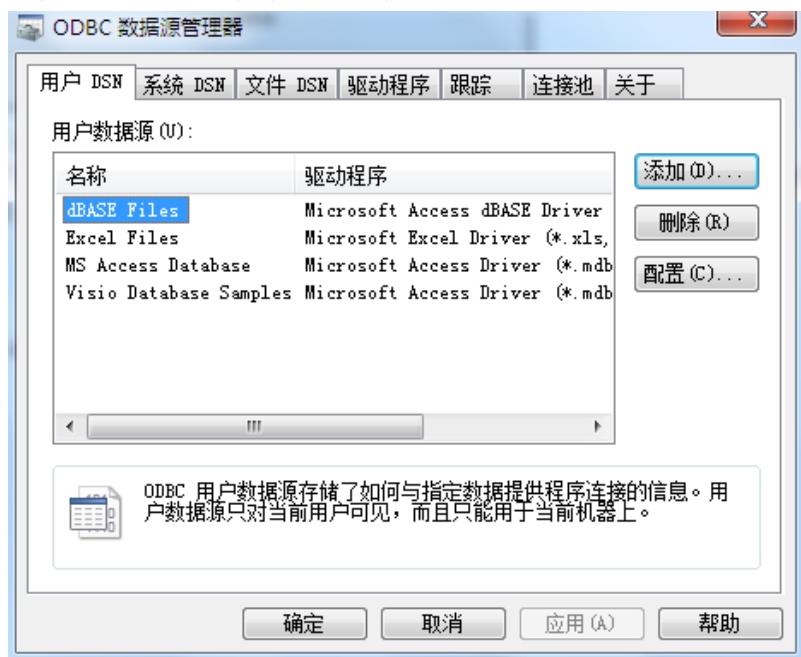 ODBC 数据源管理器
用户 DSN 系统 DSN 文件 DSN 驱动程序 跟踪 连接池 关于
用户数据源(U):
名称 驱动程序
添加(D)...
dBASE Files Microsoft Access dBASE Driver
删除(R)
Excel Files Microsoft Excel Driver (*.xls,
MS Access Database Microsoft Access Driver (*.mdb
配置(C)...
Visio Database Samples Microsoft Access Driver (*.mdb
ODBC 用户数据源存储了如何与指定数据提供程序连接的信息。用
户数据源只对当前用户可见，而且只能用于当前机器上。
确定 取消 应用(A) 帮助